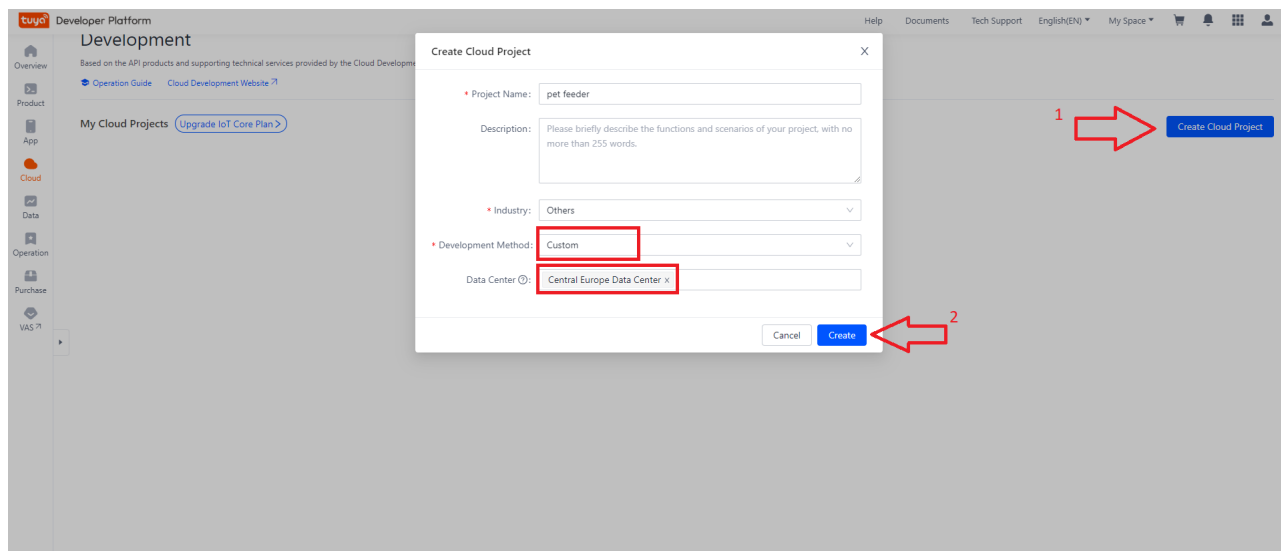 tuya Developer Platform
Help Documents Tech Support English(EN) My Space
Overview
Product
App
Cloud
Data
Operation
Purchase
VAS
Development
Based on the API products and supporting technical services provided by the Cloud Developme
Operation Guide Cloud Development Website
My Cloud Projects Upgrade IoT Core Plan >
1
Create Cloud Project
Create Cloud Project X
* Project Name: pet feeder
Description: Please briefly describe the functions and scenarios of your project, with no
more than 255 words.
* Industry: Others
* Development Method: Custom
Data Center ?: Central Europe Data Center ×
Cancel Create
2